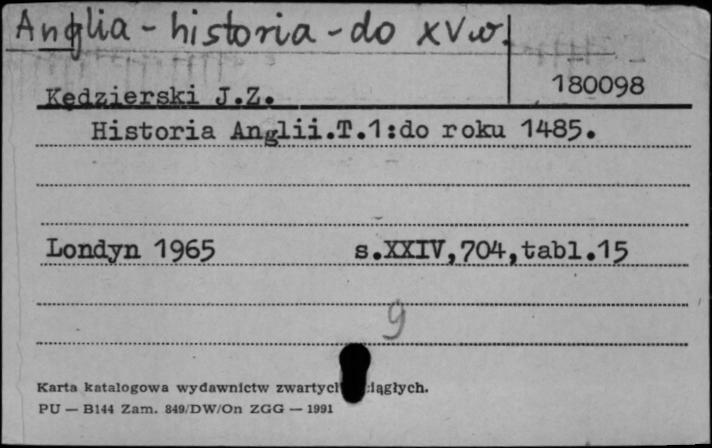 Anglia - historia - do XV w.
180098
Kędzierski J.Z.
Historia Anglii.T.1:do roku 1485.
Londyn 1965 s.XXIV,704,tabl.15
9
Karta katalogowa wydawnictw zwartych ciągłych.
PU — B144 Zam. 849/DW/On ZGG — 1991